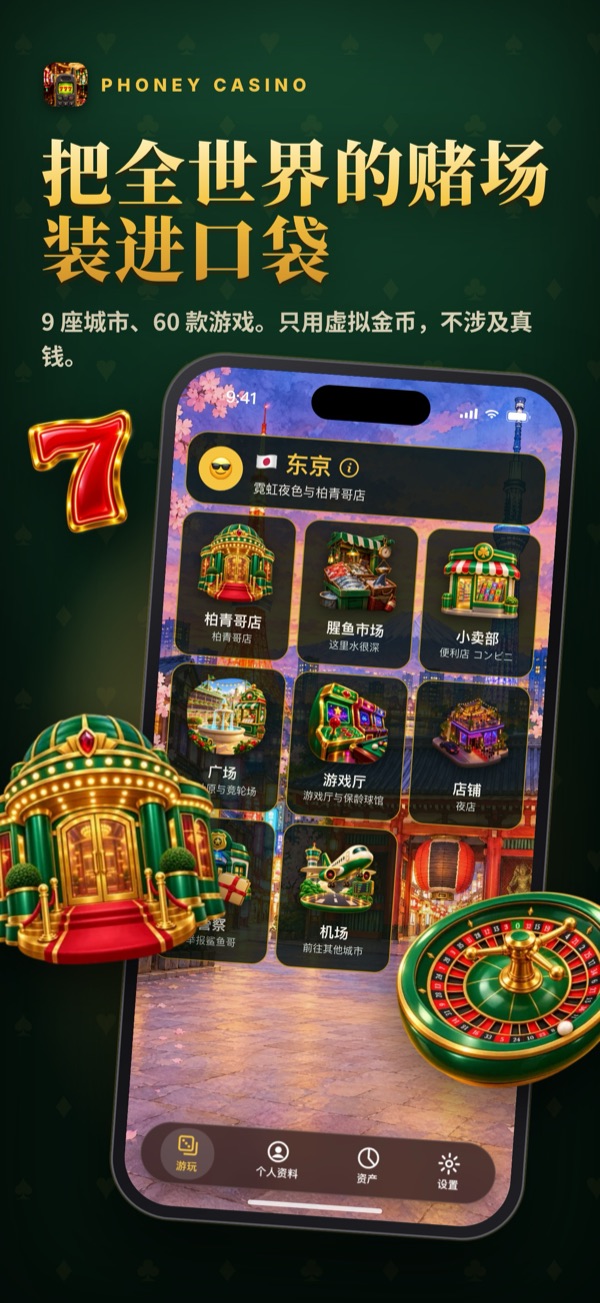 PHONEY CASINO
把全世界的赌场
装进口袋
9 座城市、60 款游戏。只用虚拟金币，不涉及真
钱。
9:41
🇯🇵 东京
霓虹夜色与柏青哥店
柏青哥店
柏青哥店
腥鱼市场
这里水很深
小卖部
便利店 コンビニ
广场
原与竞轮场
游戏厅
游戏厅与保龄球馆
店铺
夜店
警察
举报鲨鱼哥
机场
前往其他城市
游玩
个人资料
资产
设置